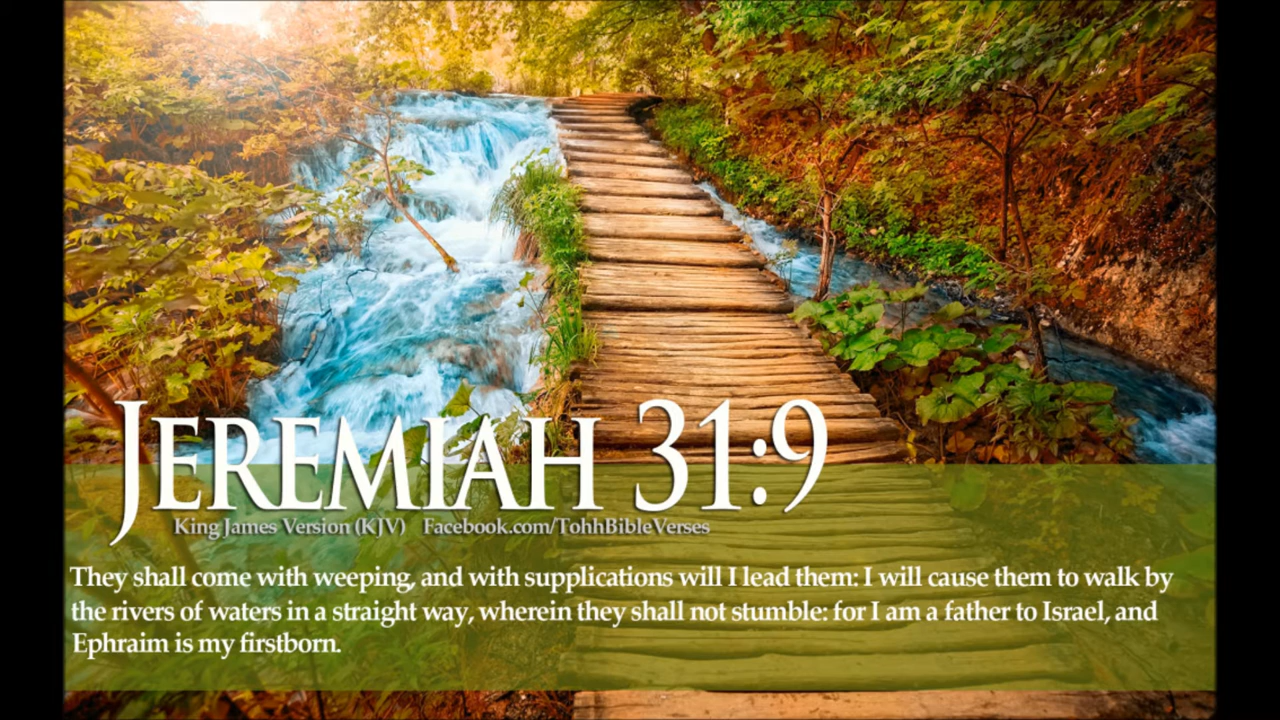 JEREMIAH 31:9
King James Version (KJV) Facebook.com/TohhBibleVerses
They shall come with weeping, and with supplications will I lead them: I will cause them to walk by
the rivers of waters in a straight way, wherein they shall not stumble: for I am a father to Israel, and
Ephraim is my firstborn.